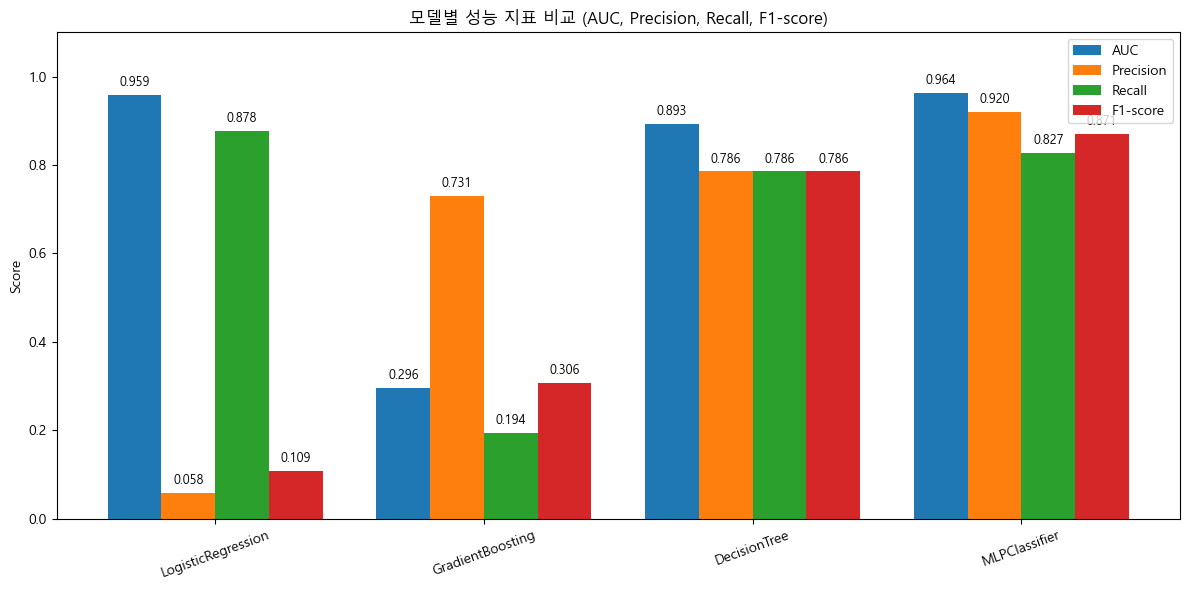 모델별 성능 지표 비교 (AUC, Precision, Recall, F1-score)
AUC
Precision
Recall
F1-score
Score
1.0
0.8
0.6
0.4
0.2
0.0
0.959
0.058
0.878
0.109
0.296
0.731
0.194
0.306
0.893
0.786
0.786
0.786
0.964
0.920
0.827
0.871
LogisticRegression
GradientBoosting
DecisionTree
MLPClassifier